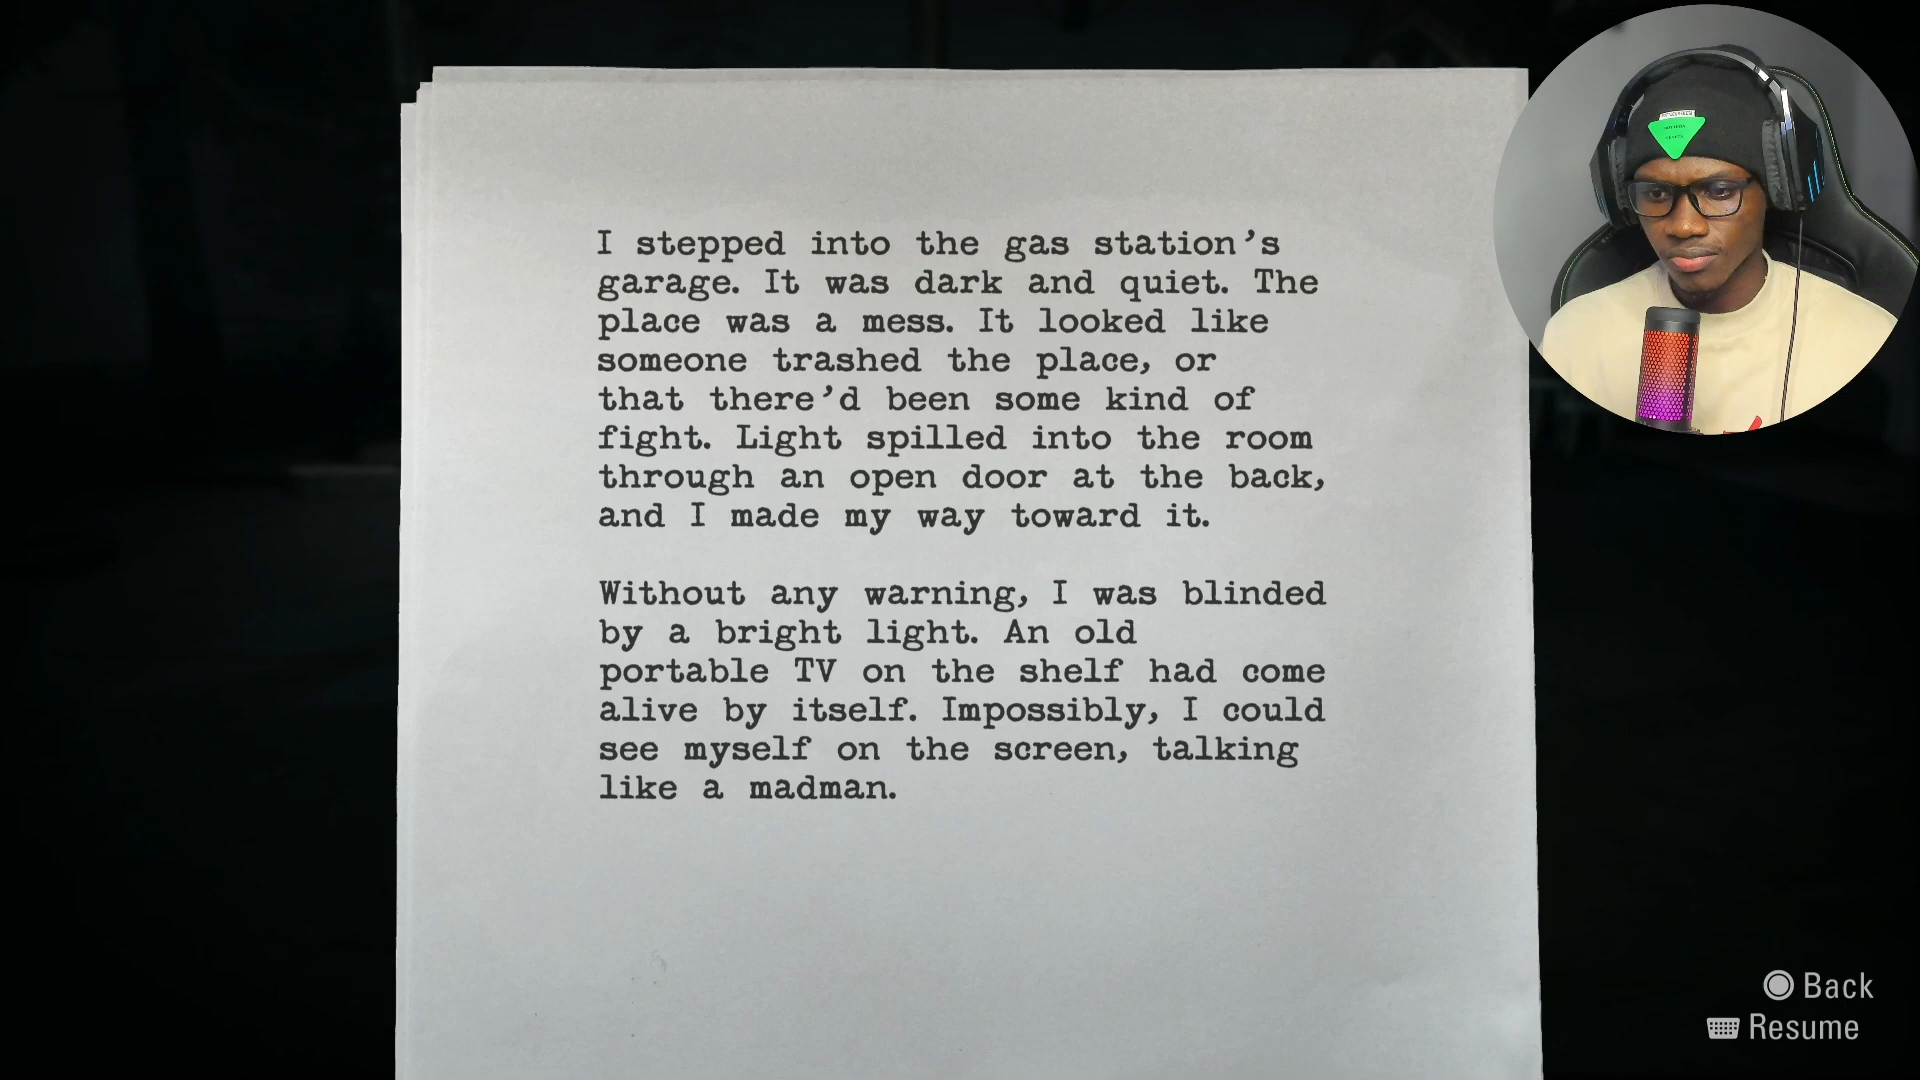 I stepped into the gas station’s
garage. It was dark and quiet. The
place was a mess. It looked like
someone trashed the place, or
that there’d been some kind of
fight. Light spilled into the room
through an open door at the back,
and I made my way toward it.
Without any warning, I was blinded
by a bright light. An old
portable TV on the shelf had come
alive by itself. Impossibly, I could
see myself on the screen, talking
like a madman.
Back
Resume